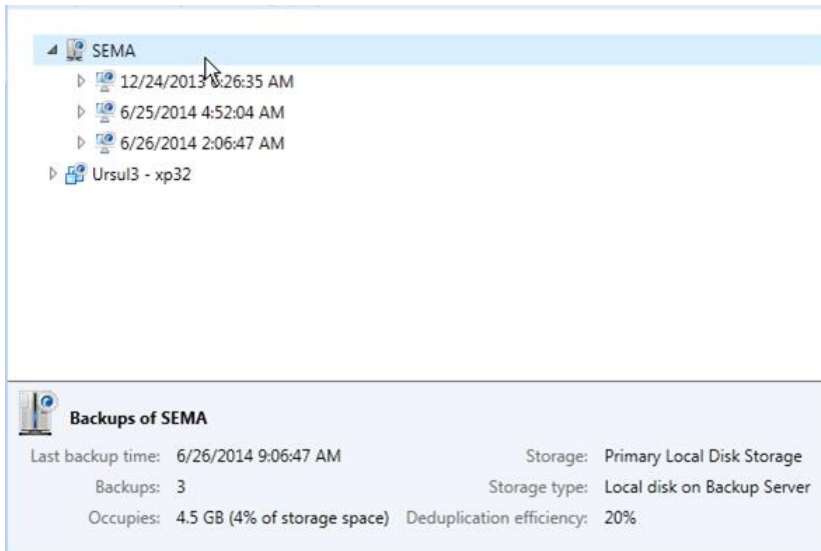 SEMA
12/24/2013 6:26:35 AM
6/25/2014 4:52:04 AM
6/26/2014 2:06:47 AM
Ursul3 - xp32
Backups of SEMA
Last backup time: 6/26/2014 9:06:47 AM Storage: Primary Local Disk Storage
Backups: 3 Storage type: Local disk on Backup Server
Occupies: 4.5 GB (4% of storage space) Deduplication efficiency: 20%